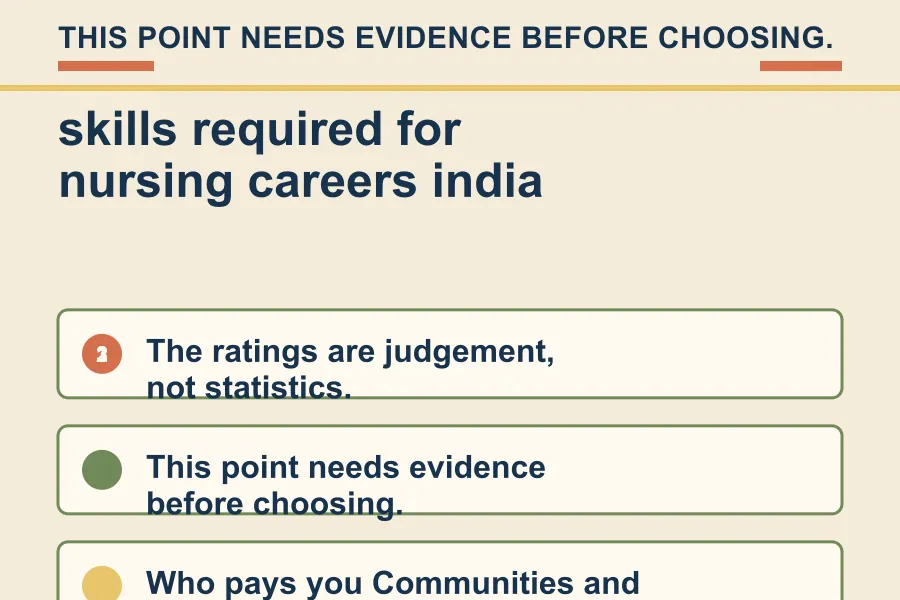 THIS POINT NEEDS EVIDENCE BEFORE CHOOSING.
skills required for
nursing careers india
The ratings are judgement,
not statistics.
This point needs evidence
before choosing.
Who pays you Communities and